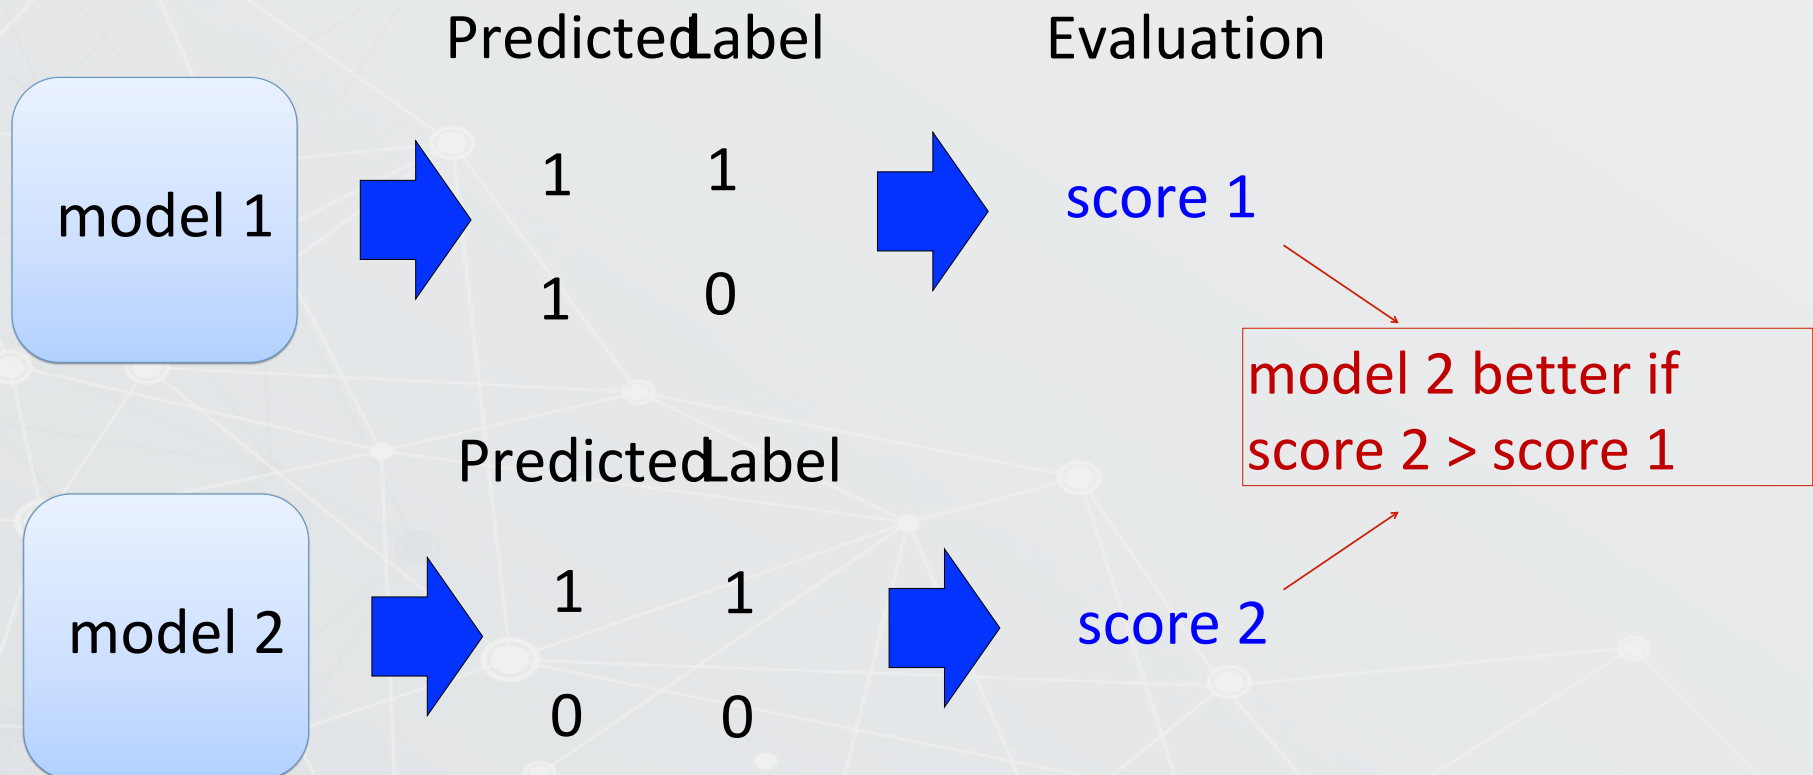 Predicted Label Evaluation
model 1
1 1
1 0
score 1
model 2 better if
score 2 > score 1
Predicted Label
model 2
1 1
0 0
score 2